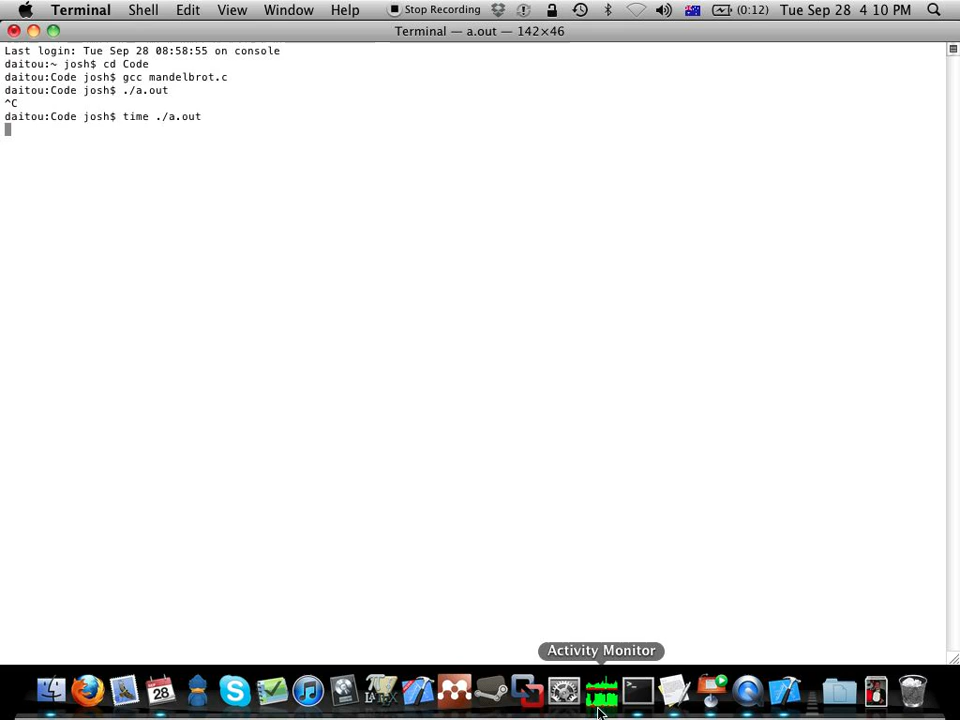 Terminal Shell Edit View Window Help Stop Recording (0:12) Tue Sep 28 4:10 PM
Terminal — a.out — 142×46
Last login: Tue Sep 28 08:58:55 on console
daitou:~ josh$ cd Code
daitou:Code josh$ gcc mandelbrot.c
daitou:Code josh$ ./a.out
^C
daitou:Code josh$ time ./a.out
Activity Monitor
SEP
28